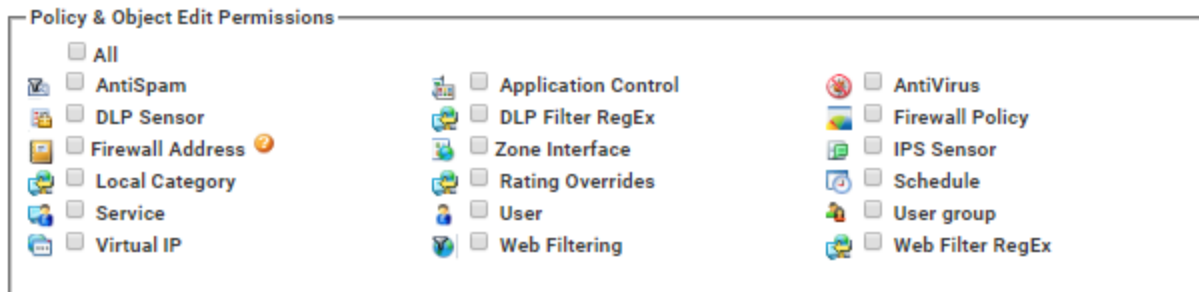 Policy & Object Edit Permissions
All
AntiSpam Application Control AntiVirus
DLP Sensor DLP Filter RegEx Firewall Policy
Firewall Address ? Zone Interface IPS Sensor
Local Category Rating Overrides Schedule
Service User User group
Virtual IP Web Filtering Web Filter RegEx